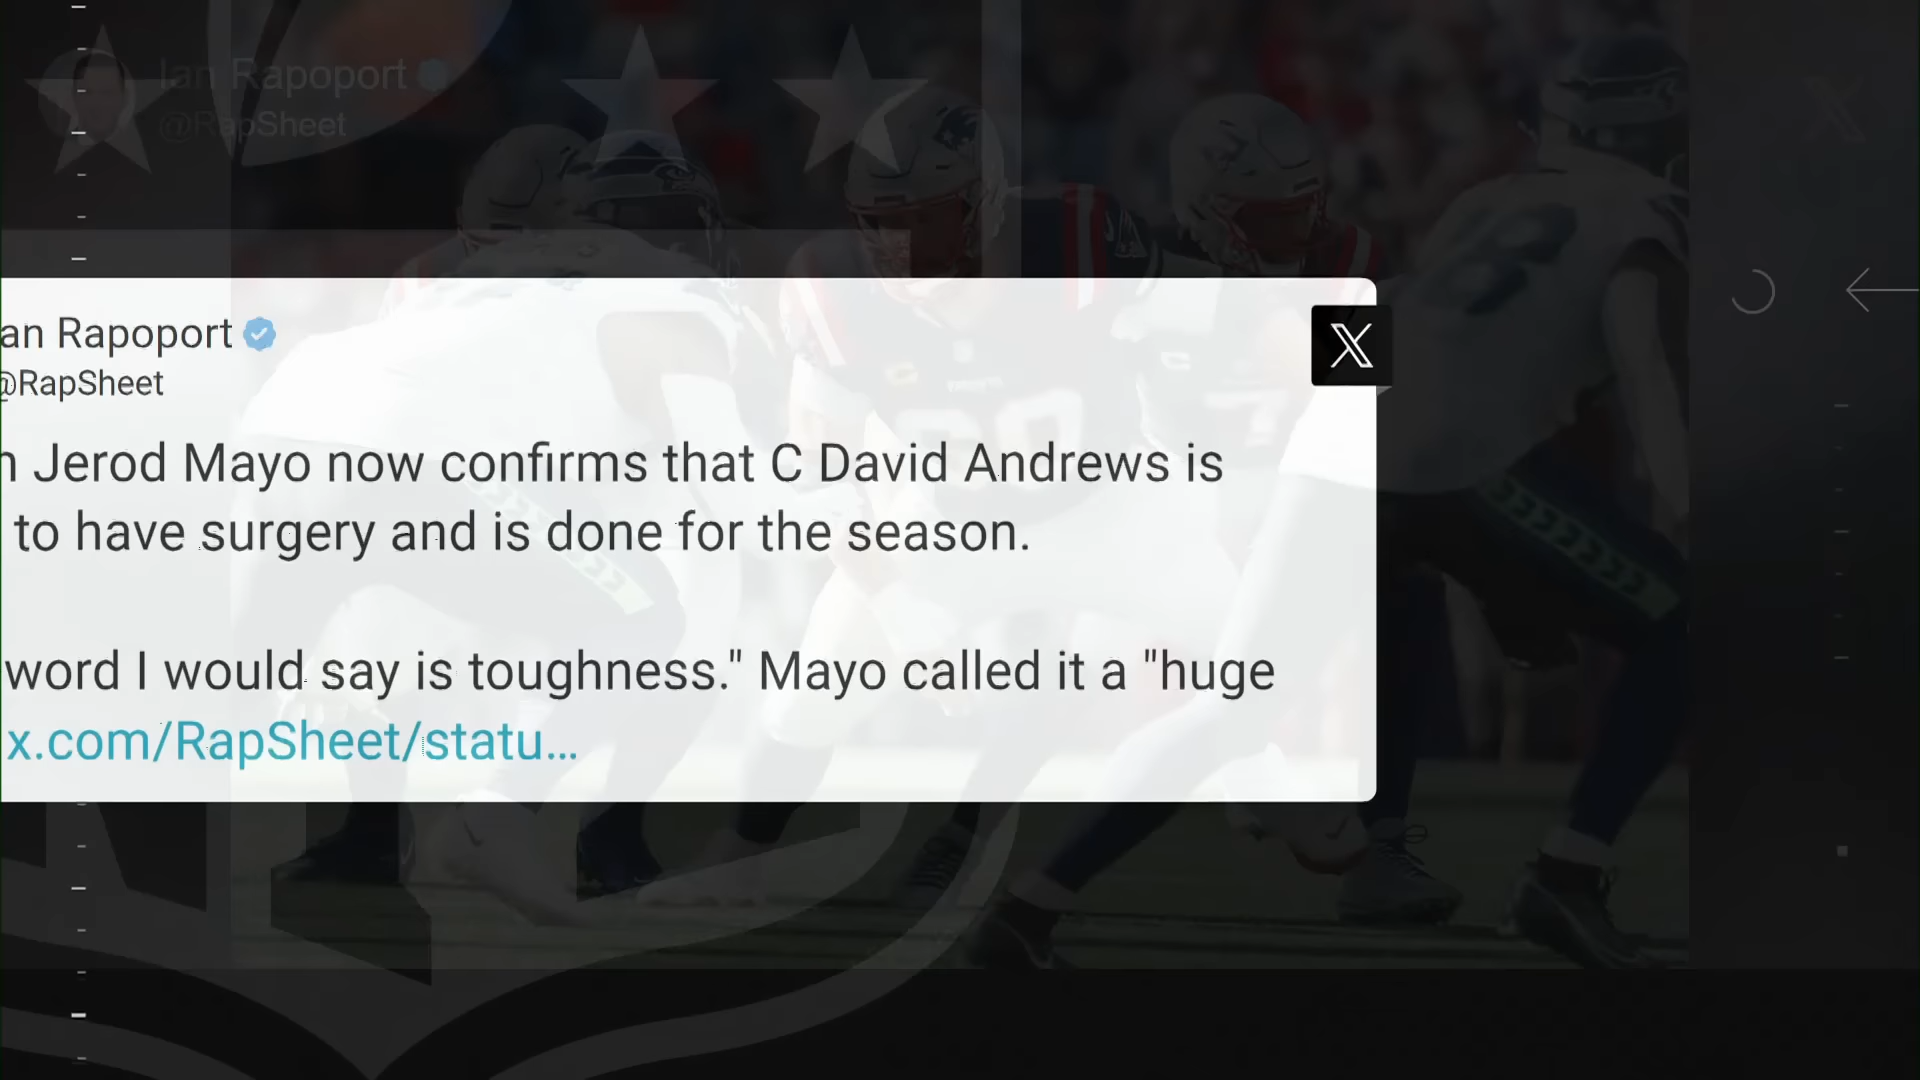 Ian Rapoport
@RapSheet
an Rapoport
@RapSheet
Jerod Mayo now confirms that C David Andrews is
to have surgery and is done for the season.
word I would say is toughness." Mayo called it a "huge
x.com/RapSheet/statu…